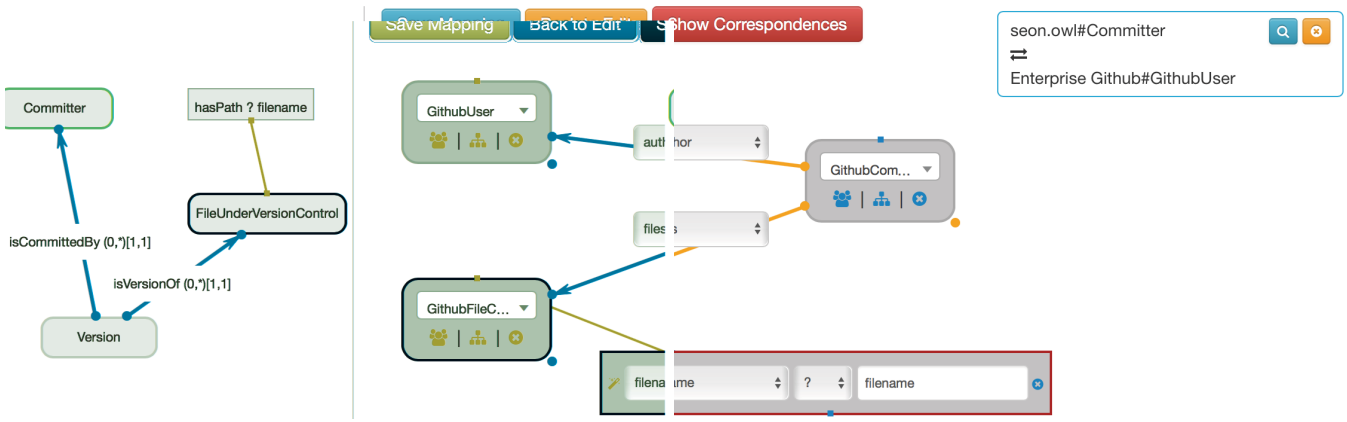 Save Mapping
Back to Edit
Show Correspondences
seon.owl#Committer
Enterprise Github#GithubUser
Committer
hasPath ? filename
FileUnderVersionControl
isCommittedBy (0,*)[1,1]
isVersionOf (0,*)[1,1]
Version
GithubUser
author
GithubCom...
files
GithubFileC...
filename
?
filename